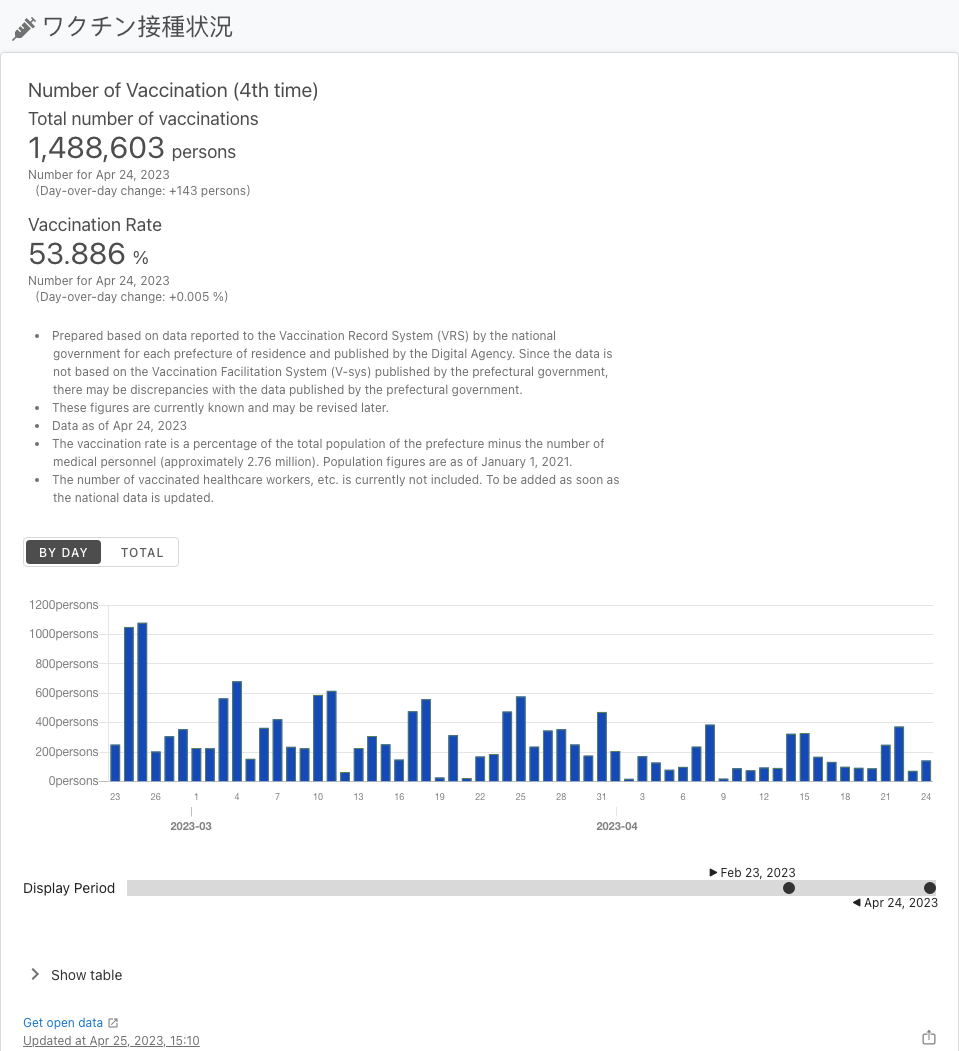 ワクチン接種状況
Number of Vaccination (4th time)
Total number of vaccinations
1,488,603 persons
Number for Apr 24, 2023
(Day-over-day change: +143 persons)
Vaccination Rate
53.886 %
Number for Apr 24, 2023
(Day-over-day change: +0.005 %)
• Prepared based on data reported to the Vaccination Record System (VRS) by the national
government for each prefecture of residence and published by the Digital Agency. Since the data is
not based on the Vaccination Facilitation System (V-sys) published by the prefectural government,
there may be discrepancies with the data published by the prefectural government.
• These figures are currently known and may be revised later.
• Data as of Apr 24, 2023
• The vaccination rate is a percentage of the total population of the prefecture minus the number of
medical personnel (approximately 2.76 million). Population figures are as of January 1, 2021.
• The number of vaccinated healthcare workers, etc. is currently not included. To be added as soon as
the national data is updated.
BY DAY TOTAL
1200persons
1000persons
800persons
600persons
400persons
200persons
0persons
23 26 1 4 7 10 13 16 19 22 25 28 31 3 6 9 12 15 18 21 24
2023-03 2023-04
▶ Feb 23, 2023
Display Period
◀ Apr 24, 2023
Show table
Get open data
Updated at Apr 25, 2023, 15:10